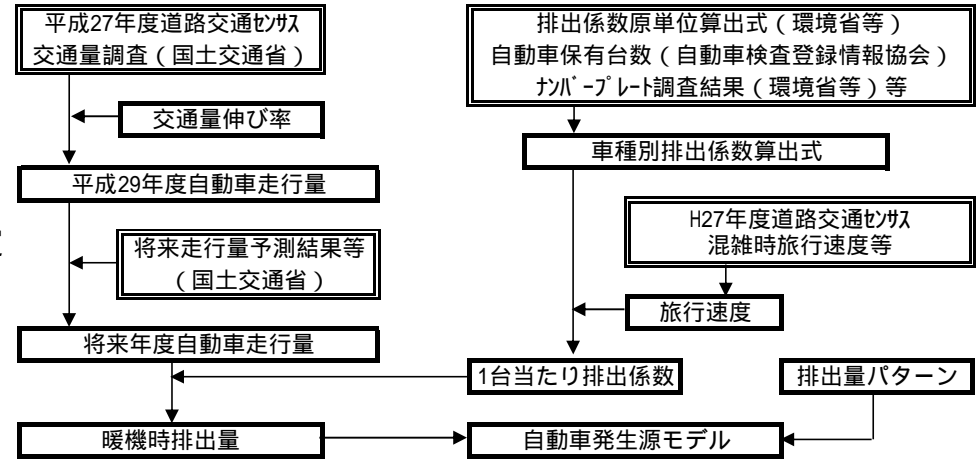 平成27年度道路交通ｾﾝｻｽ
交通量調査（国土交通省）
交通量伸び率
平成29年度自動車走行量
将来走行量予測結果等
（国土交通省）
将来年度自動車走行量
暖機時排出量
排出係数原単位算出式（環境省等）
自動車保有台数（自動車検査登録情報協会）
ﾅﾝﾊﾞｰﾌﾟﾚｰﾄ調査結果（環境省等）等
車種別排出係数算出式
H27年度道路交通ｾﾝｻｽ
混雑時旅行速度等
旅行速度
1台当たり排出係数
排出量パターン
自動車発生源モデル